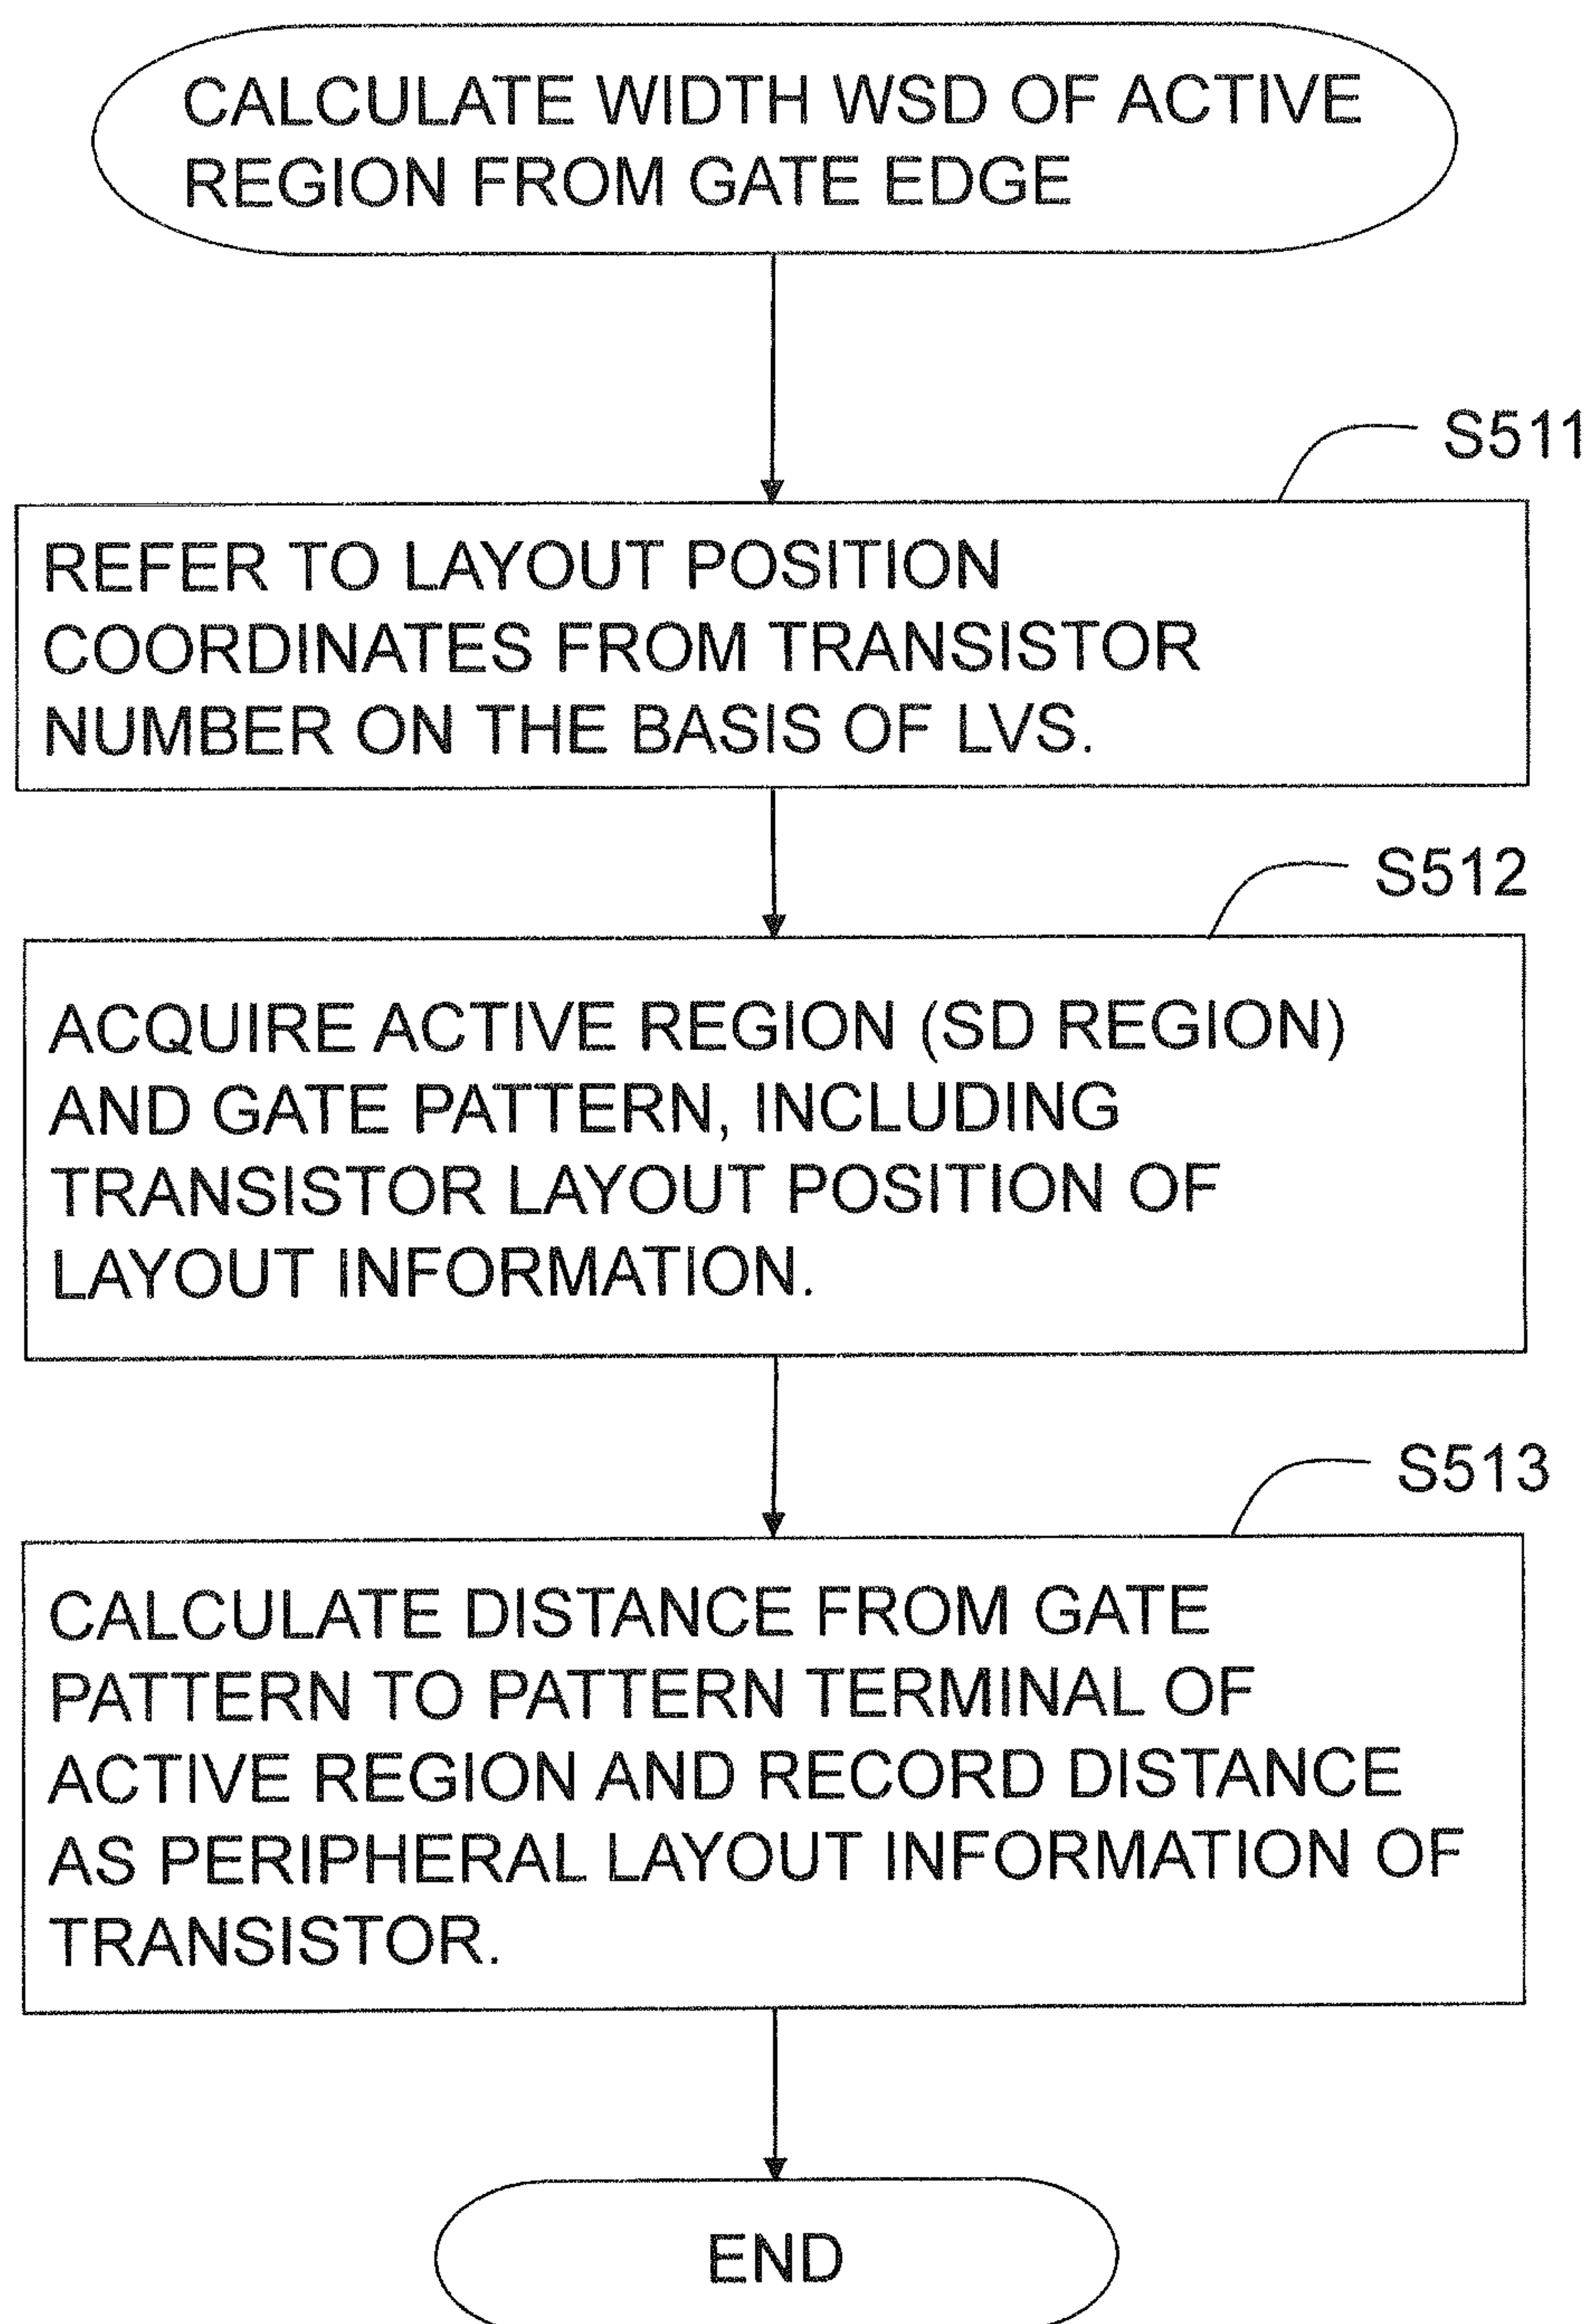 CALCULATE WIDTH WSD OF ACTIVE
REGION FROM GATE EDGE
S511
REFER TO LAYOUT POSITION
COORDINATES FROM TRANSISTOR
NUMBER ON THE BASIS OF LVS.
S512
ACQUIRE ACTIVE REGION (SD REGION)
AND GATE PATTERN, INCLUDING
TRANSISTOR LAYOUT POSITION OF
LAYOUT INFORMATION.
S513
CALCULATE DISTANCE FROM GATE
PATTERN TO PATTERN TERMINAL OF
ACTIVE REGION AND RECORD DISTANCE
AS PERIPHERAL LAYOUT INFORMATION OF
TRANSISTOR.
END